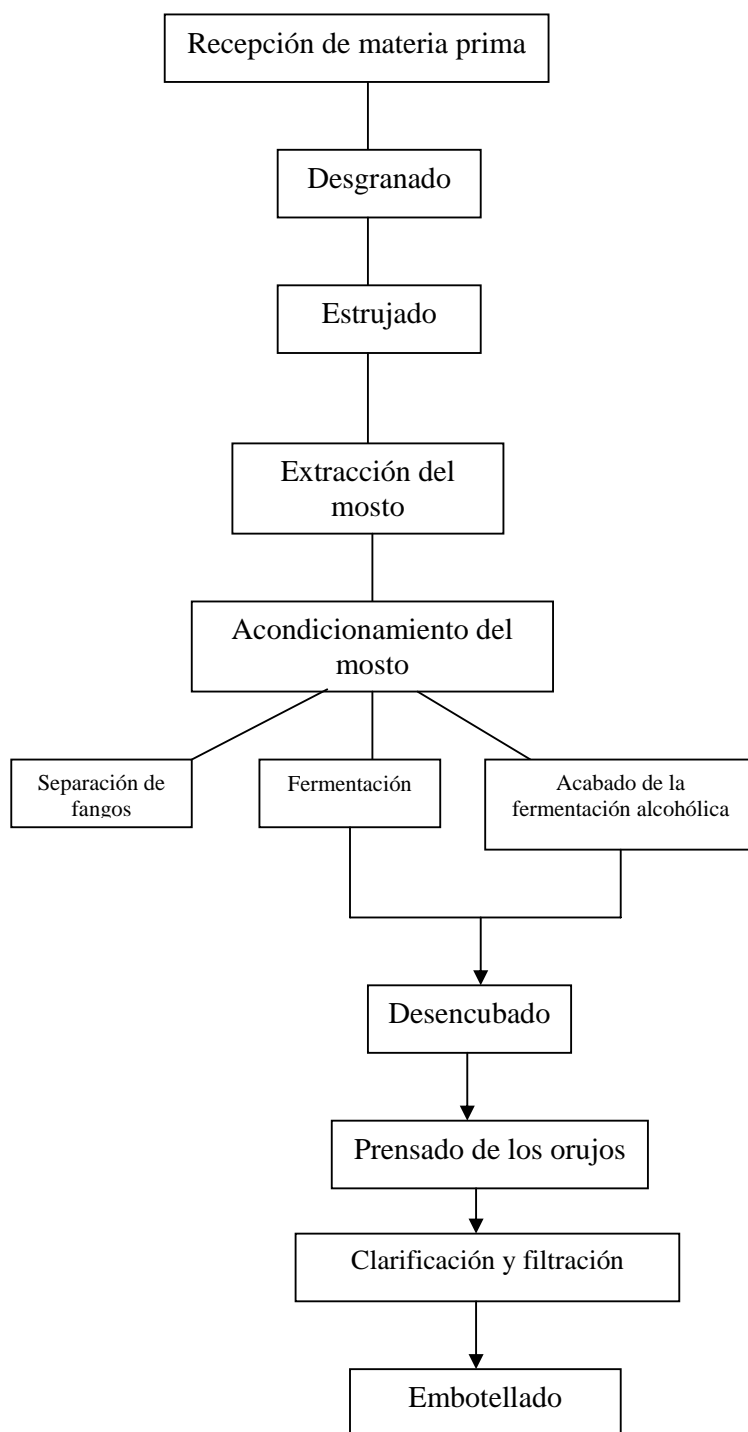 Recepción de materia prima
Desgranado
Estrujado
Extracción del
mosto
Acondicionamiento del
mosto
Separación de
fangos
Fermentación
Acabado de la
fermentación alcohólica
Desencubado
Prensado de los orujos
Clarificación y filtración
Embotellado